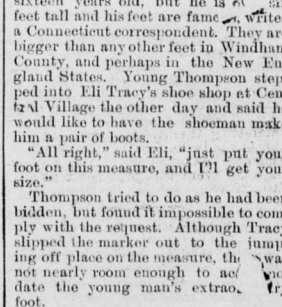 sixteen years old, but he is
feet tall and his feet are fame write
a Connecticut correspondent. They ar
bigger than any other feet in Windhan
County, and perhaps in the New En
gland States. Young Thompson step
ped into Eli Tracy's shoe shop at Cen
tral Village the other day and said h
would like to have the shoeman mak
him a pair of boots.
"All right," said Eli, "just put you
foot on this measure, and I'll get you
size."
Thompson tried to do as he had been
bidden, but found it impossible to com
ply with the request. Although Trac
slipped the marker out to the jump
ing off place on the measure, th wa
not nearly room enough to ac
date the young man's extrao
foot.